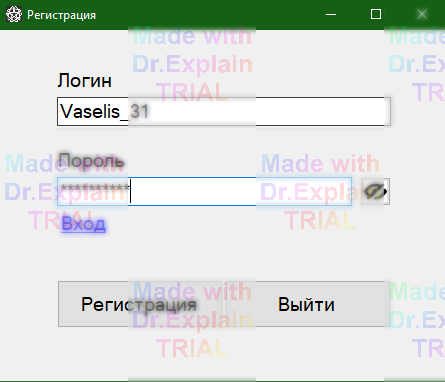 Регистрация
Made with
Dr.Explain
TRIAL
Made with
Dr.Explain
TRIAL
Логин
Vaselis_31
Пароль
Made with
Dr.Explain
TRIAL
Made with
Dr.Explain
TRIAL
**********
Вход
Made with
Dr.Explain
TRIAL
Made with
Dr.Explain
TRIAL
Регистрация
Выйти